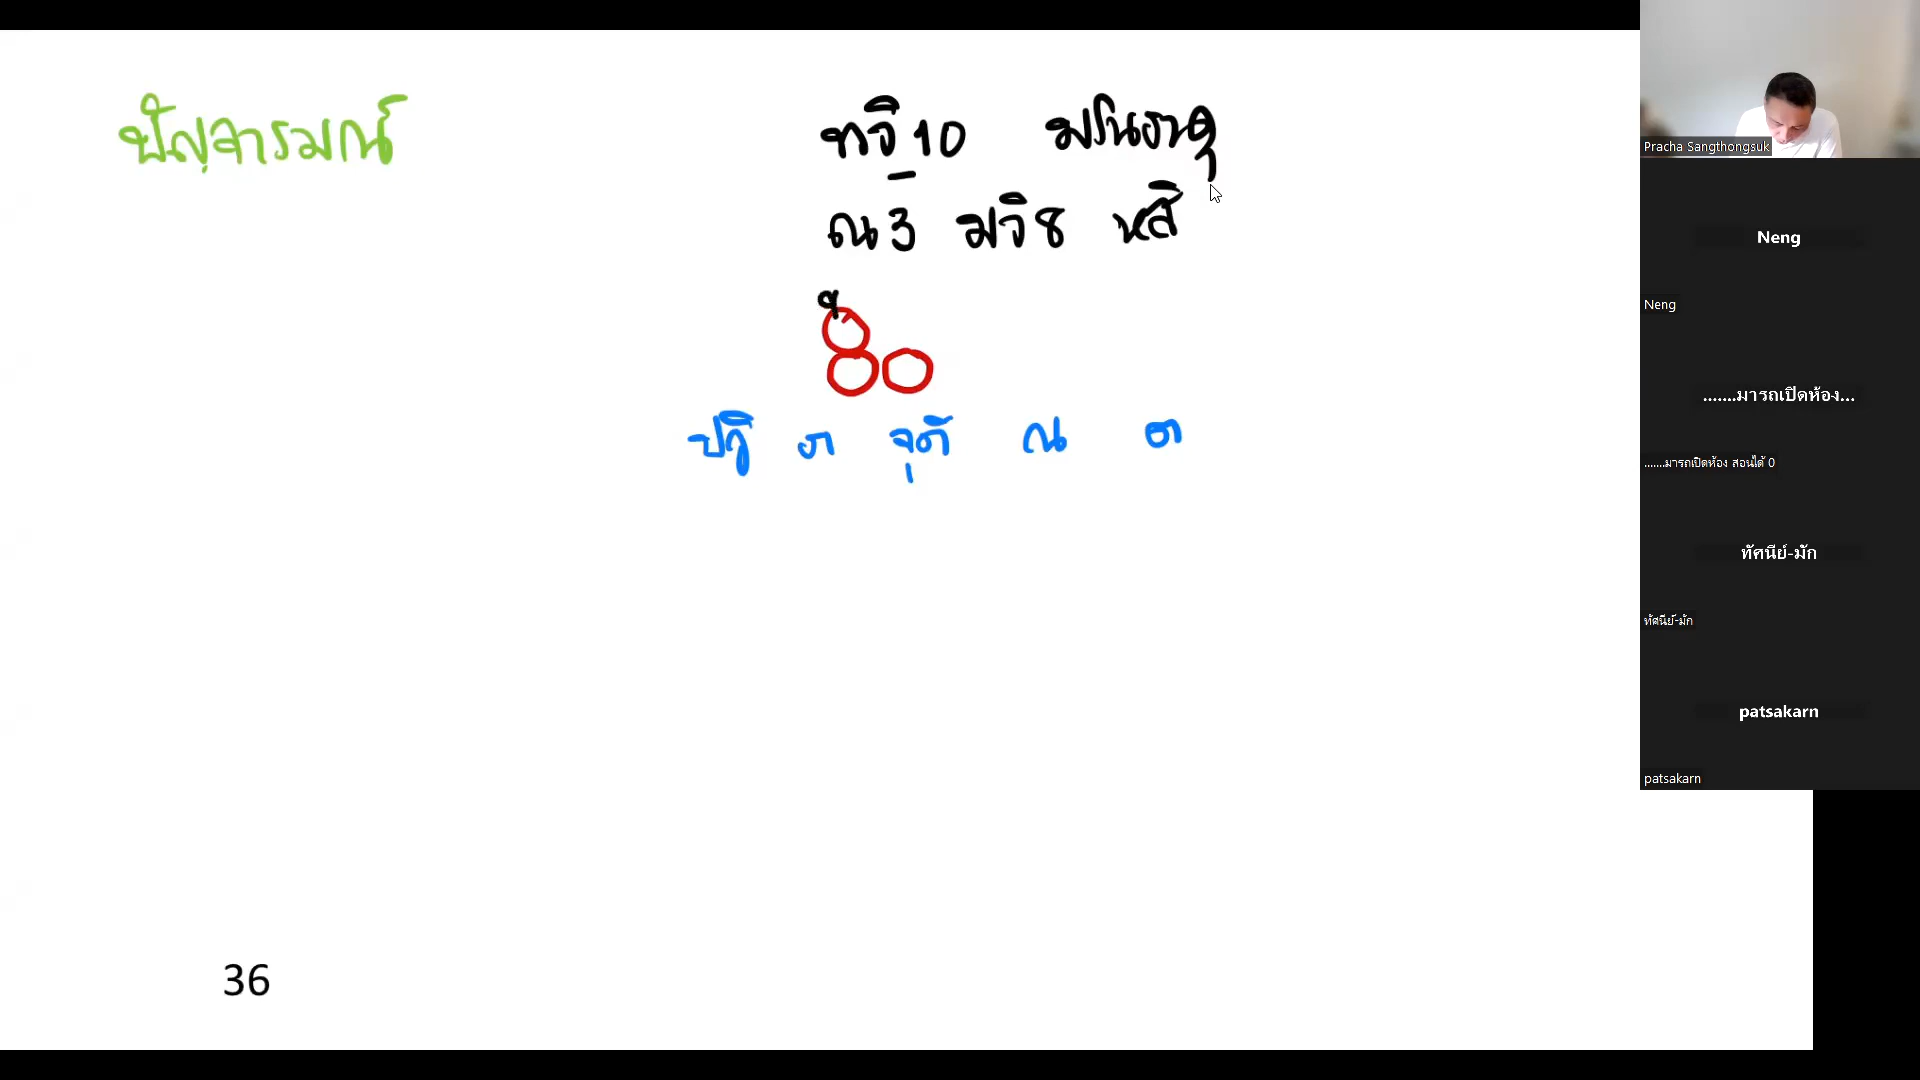 ปัญจารมณ์
ทวิ10 มโนธาตุ
ณ3 มวิ8 หสิ
ปฏิ ภ จุติ ณ ต
36
Pracha Sangthongsuk
Neng
Neng
.......มารถเปิดห้อง...
.......มารถเปิดห้อง สอนได้ 0
ทัศนีย์-มัก
ทัศนีย์-มัก
patsakarn
patsakarn